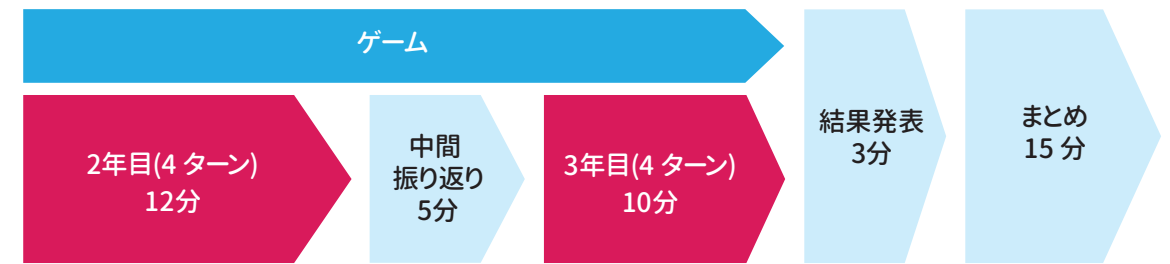 ゲーム
2年目(4 ターン)
12分
中間
振り返り
5分
3年目(4 ターン)
10分
結果発表
3分
まとめ
15 分